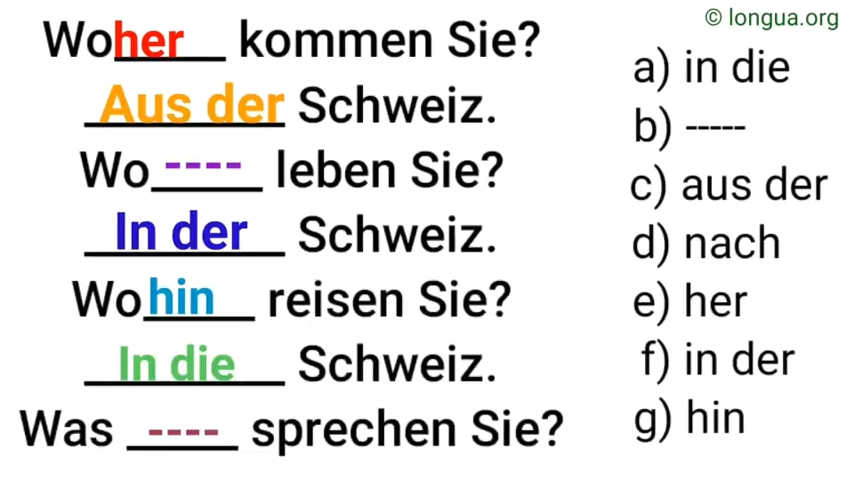 © longua.org
Woher kommen Sie?
Aus der Schweiz.
Wo ---- leben Sie?
In der Schweiz.
Wohin reisen Sie?
In die Schweiz.
Was ---- sprechen Sie?
a) in die
b) -----
c) aus der
d) nach
e) her
f) in der
g) hin